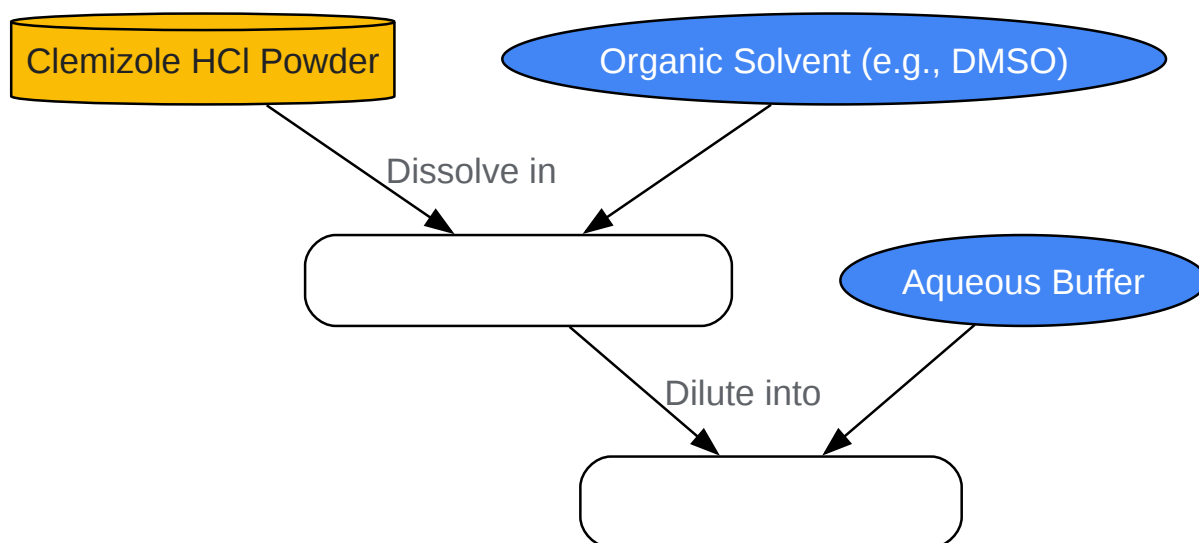 Clemizole HCl Powder
Organic Solvent (e.g., DMSO)
Dissolve in
Aqueous Buffer
Dilute into